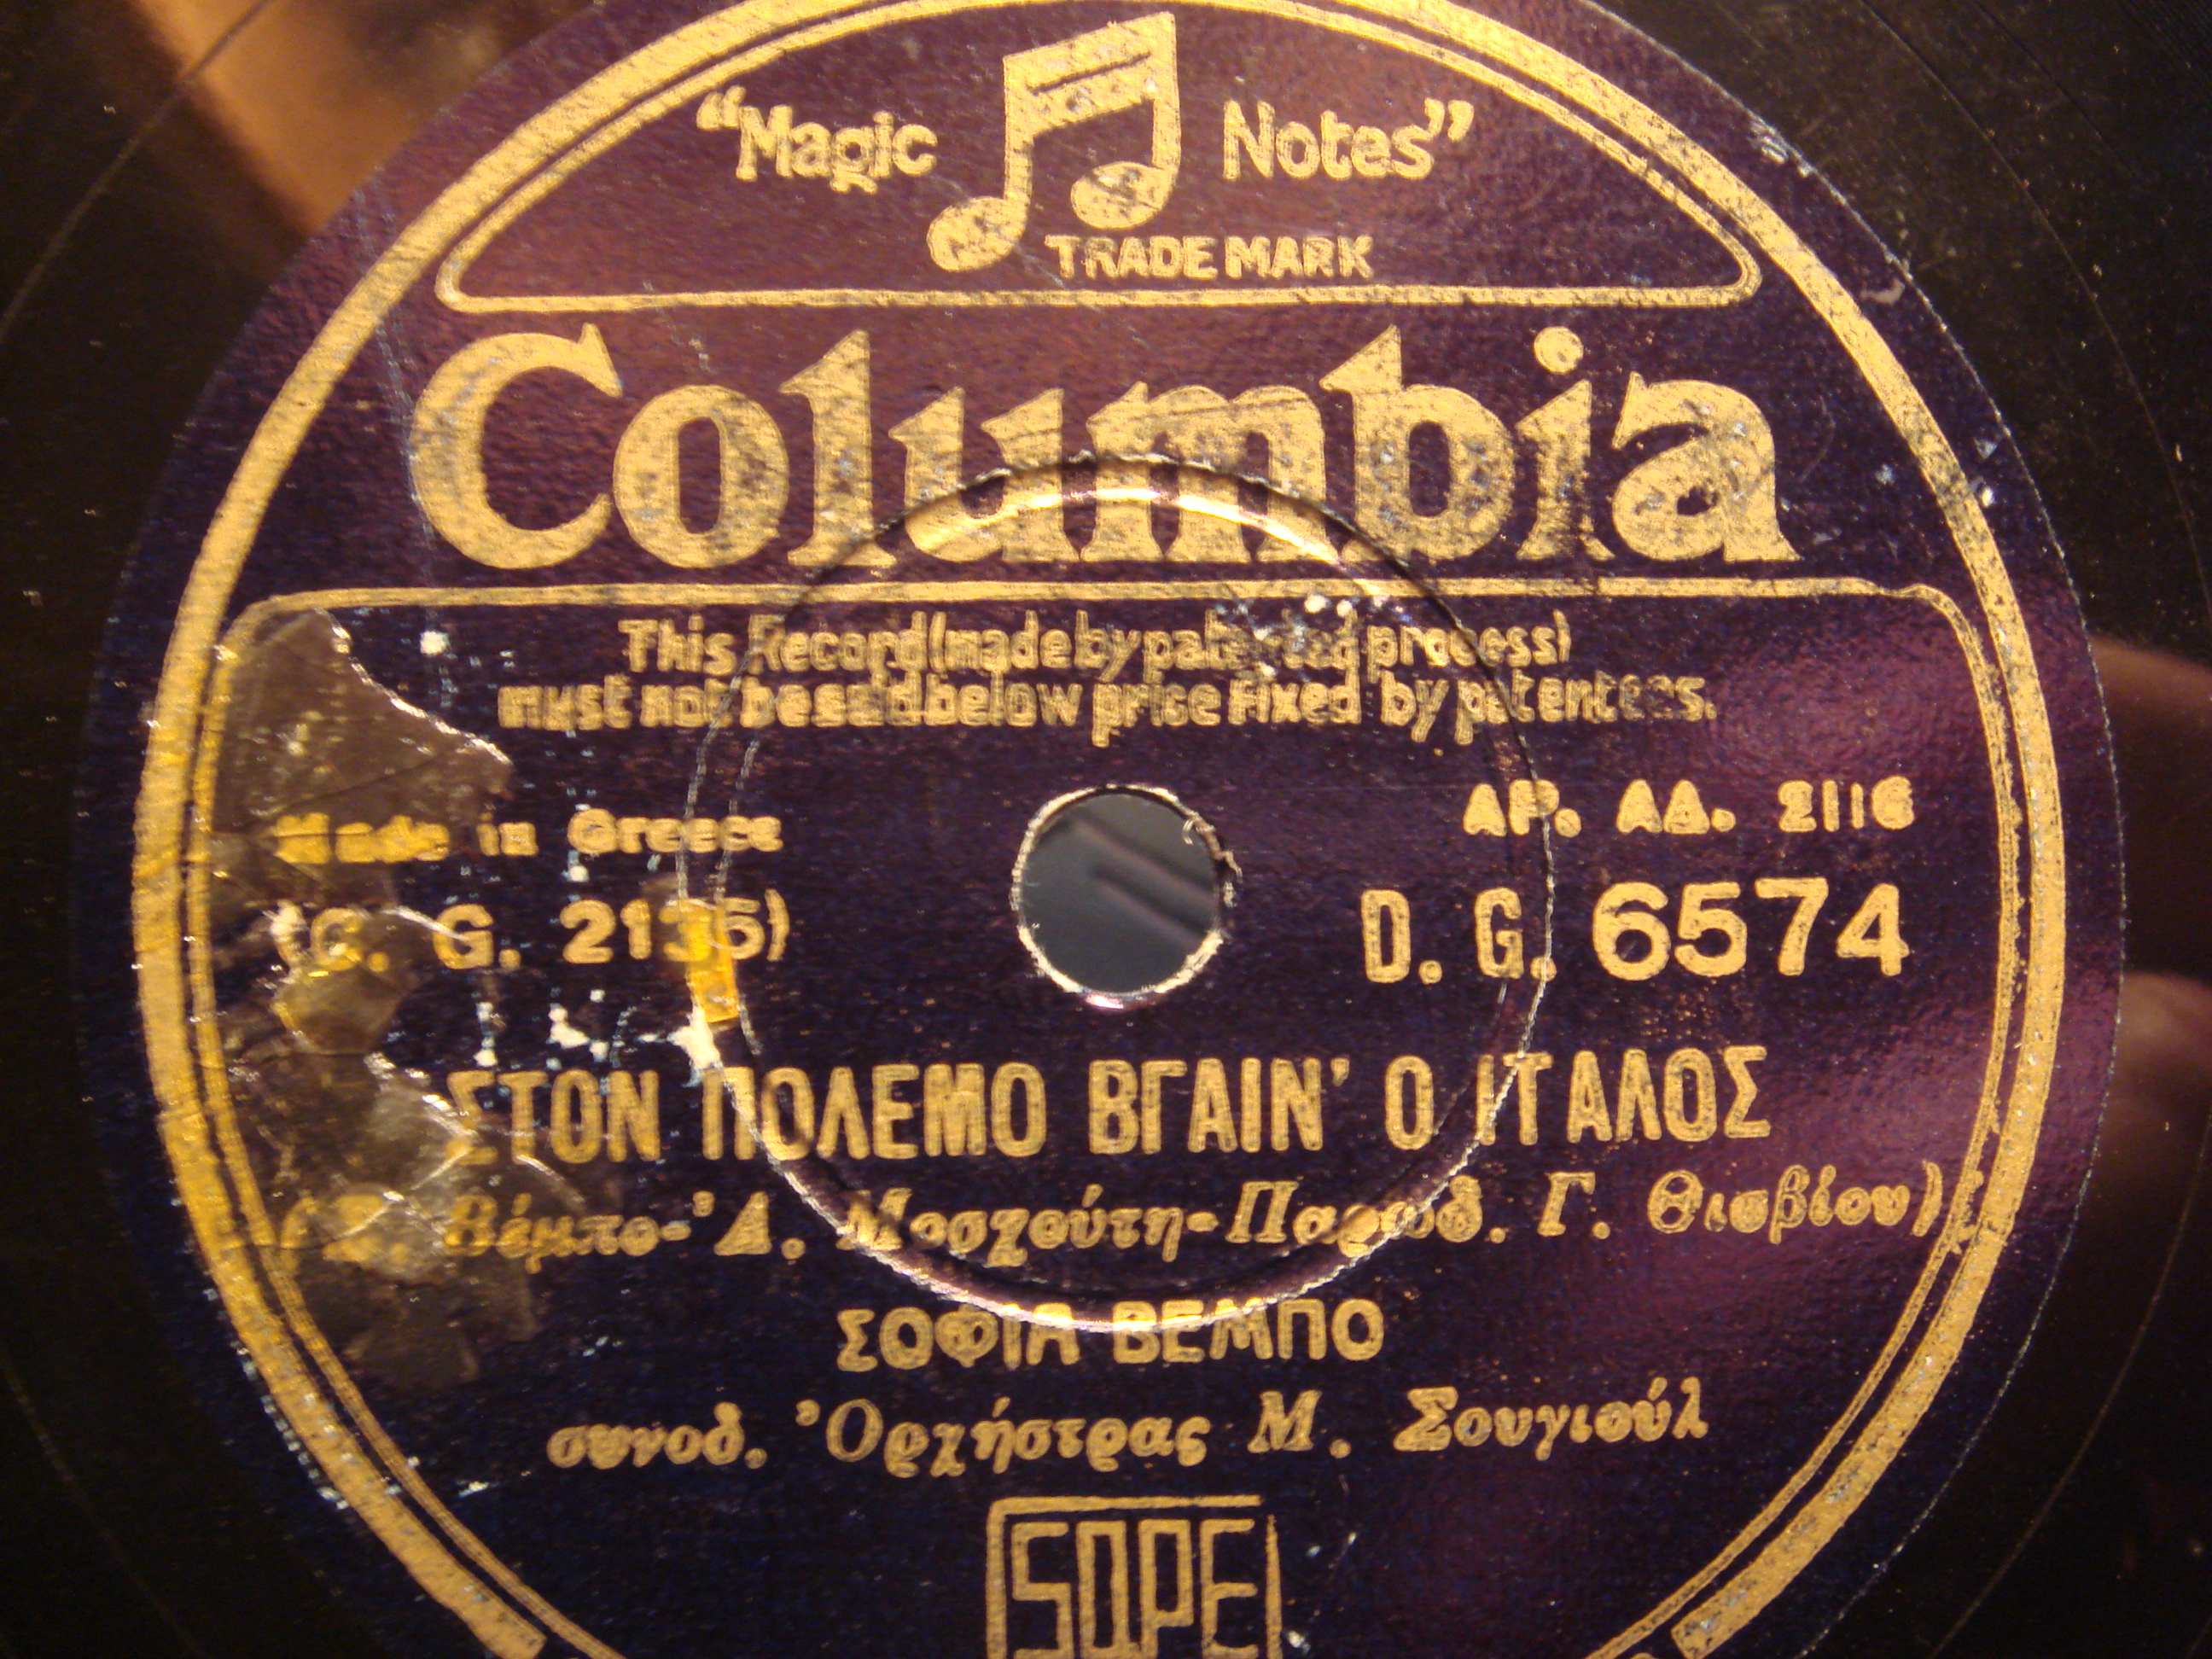 “Magic Notes”
TRADE MARK
Columbia
This Record (made by patented process)
must not be sold below price fixed by patentees.
Made in Greece
ΑΡ. ΑΔ. 2116
(C. G. 2135)
D. G. 6574
ΣΤΟΝ ΠΟΛΕΜΟ ΒΓΑΙΝ’ Ο ΙΤΑΛΟΣ
Βέμπο-’Α. Μοσχούτη-Παρωδ. Γ. Θισβίου)
ΣΟΦΙΑ ΒΕΜΠΟ
συνοδ. ’Ορχήστρας Μ. Σουγιούλ